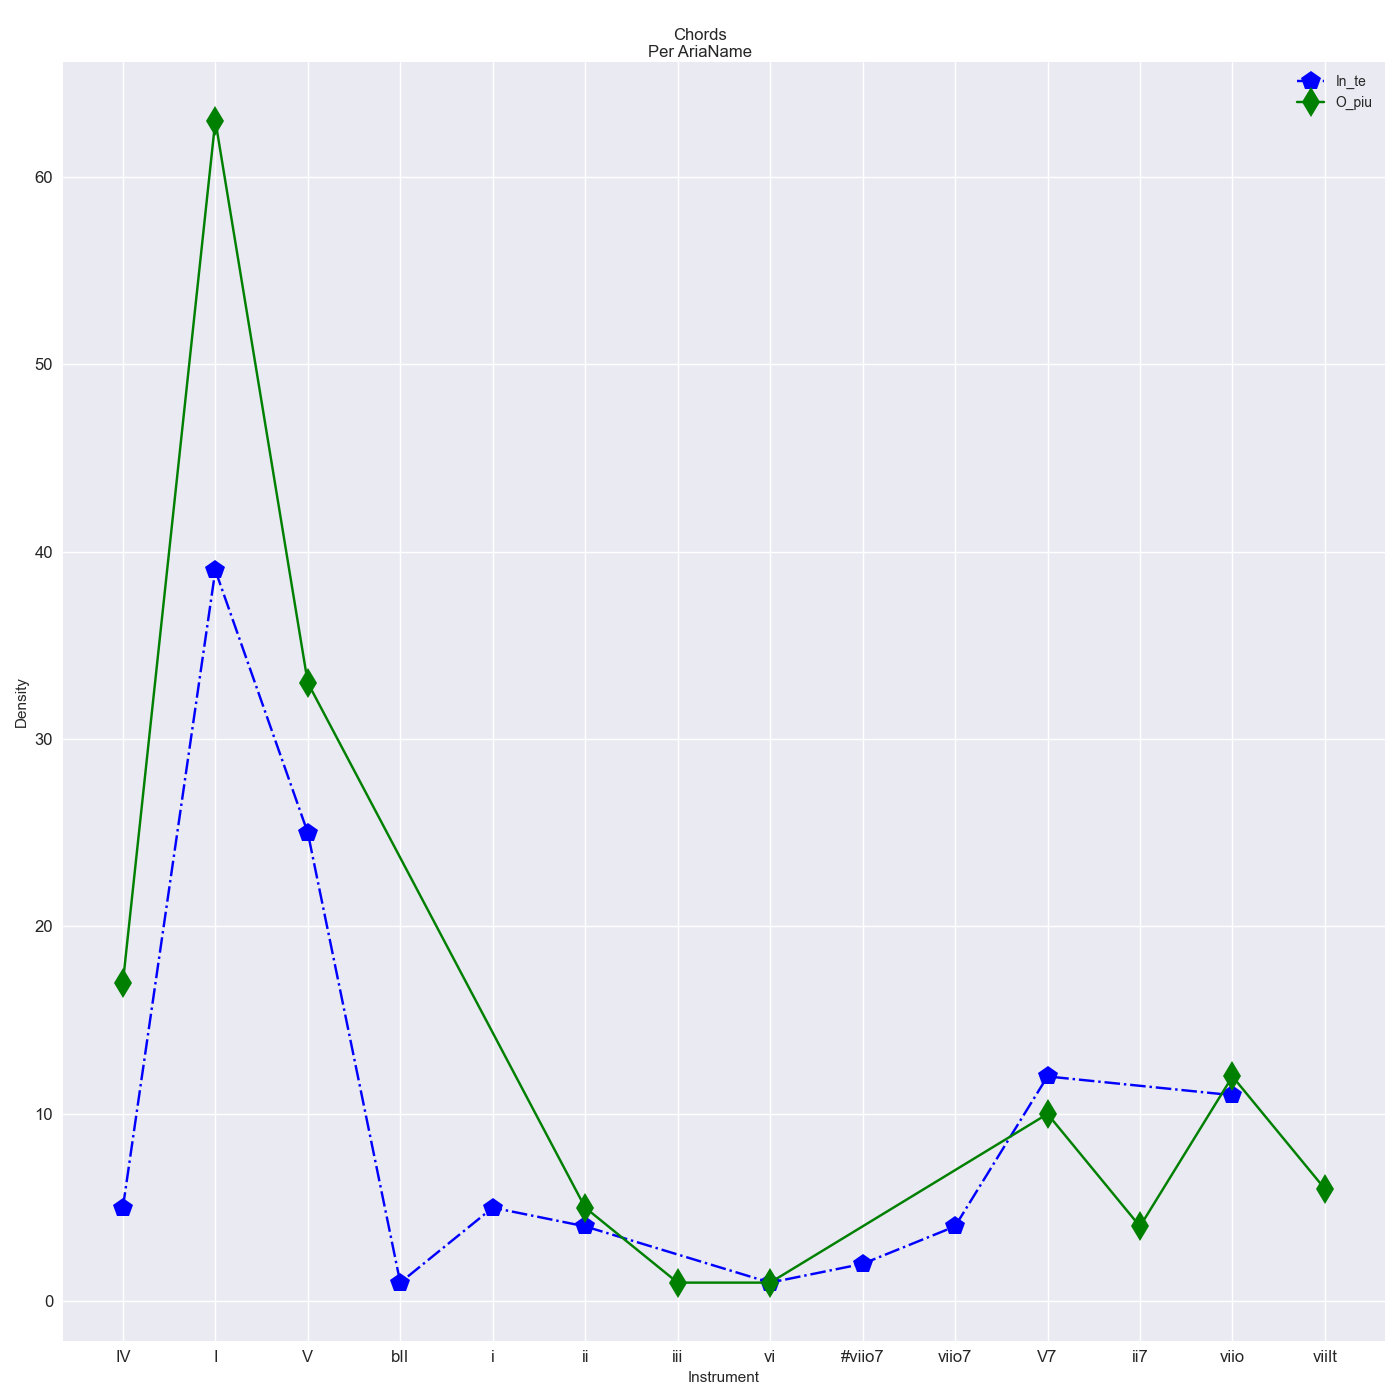 Chords
Per AriaName
In_te
O_piu
60
50
40
30
20
10
0
Density
IV I V bII i ii iii vi #viio7 viio7 V7 ii7 viio viiIt
Instrument